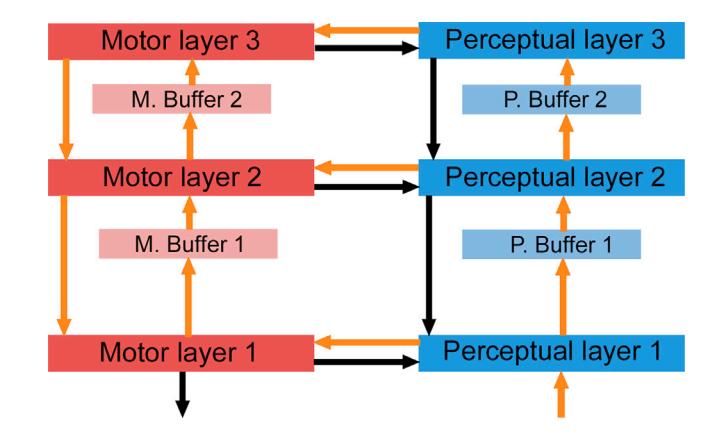 Motor layer 3
Perceptual layer 3
M. Buffer 2
P. Buffer 2
Motor layer 2
Perceptual layer 2
M. Buffer 1
P. Buffer 1
Motor layer 1
Perceptual layer 1